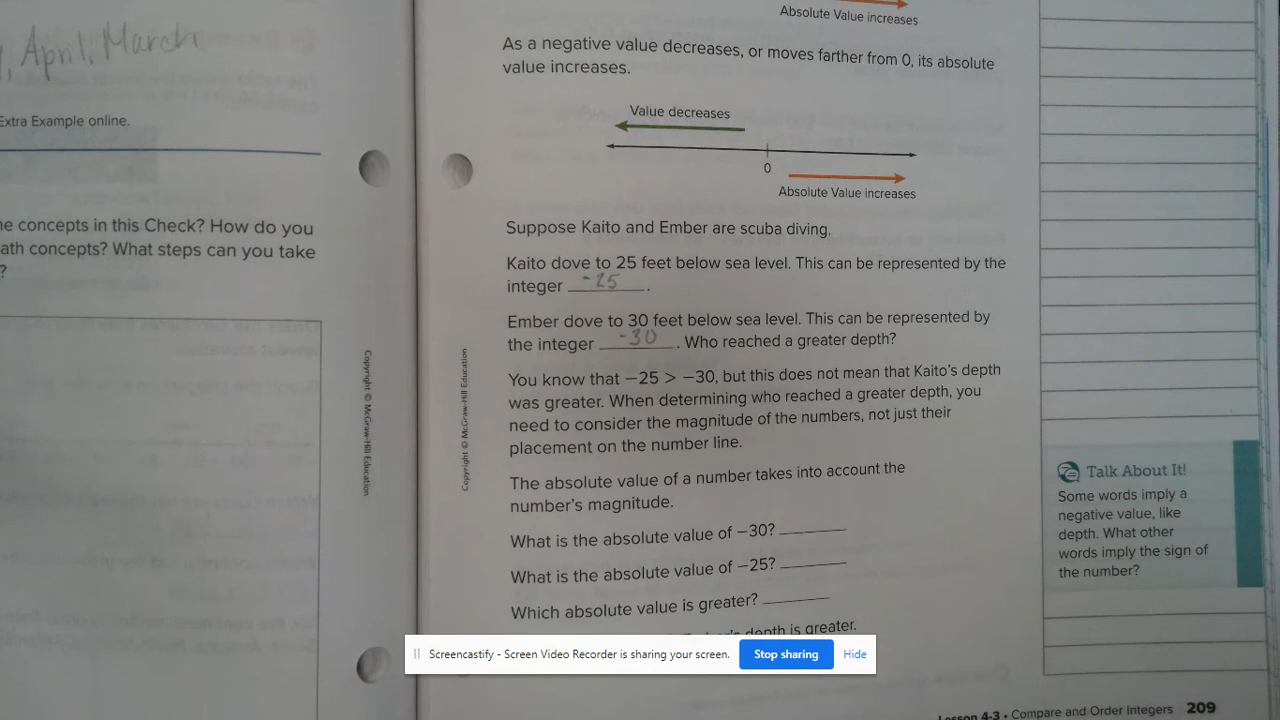 , April, March
Extra Example online.
ne concepts in this Check? How do you
ath concepts? What steps can you take
?
Copyright © McGraw-Hill Education
Copyright © McGraw-Hill Education
Absolute Value increases
As a negative value decreases, or moves farther from 0, its absolute
value increases.
Value decreases
0
Absolute Value increases
Suppose Kaito and Ember are scuba diving.
Kaito dove to 25 feet below sea level. This can be represented by the
integer -25.
Ember dove to 30 feet below sea level. This can be represented by
the integer -30. Who reached a greater depth?
You know that −25 > −30, but this does not mean that Kaito's depth
was greater. When determining who reached a greater depth, you
need to consider the magnitude of the numbers, not just their
placement on the number line.
The absolute value of a number takes into account the
number's magnitude.
What is the absolute value of −30?
What is the absolute value of −25?
Which absolute value is greater?
depth is greater.
Talk About It!
Some words imply a
negative value, like
depth. What other
words imply the sign of
the number?
Screencastify - Screen Video Recorder is sharing your screen. Stop sharing Hide
Lesson 4-3 • Compare and Order Integers 209